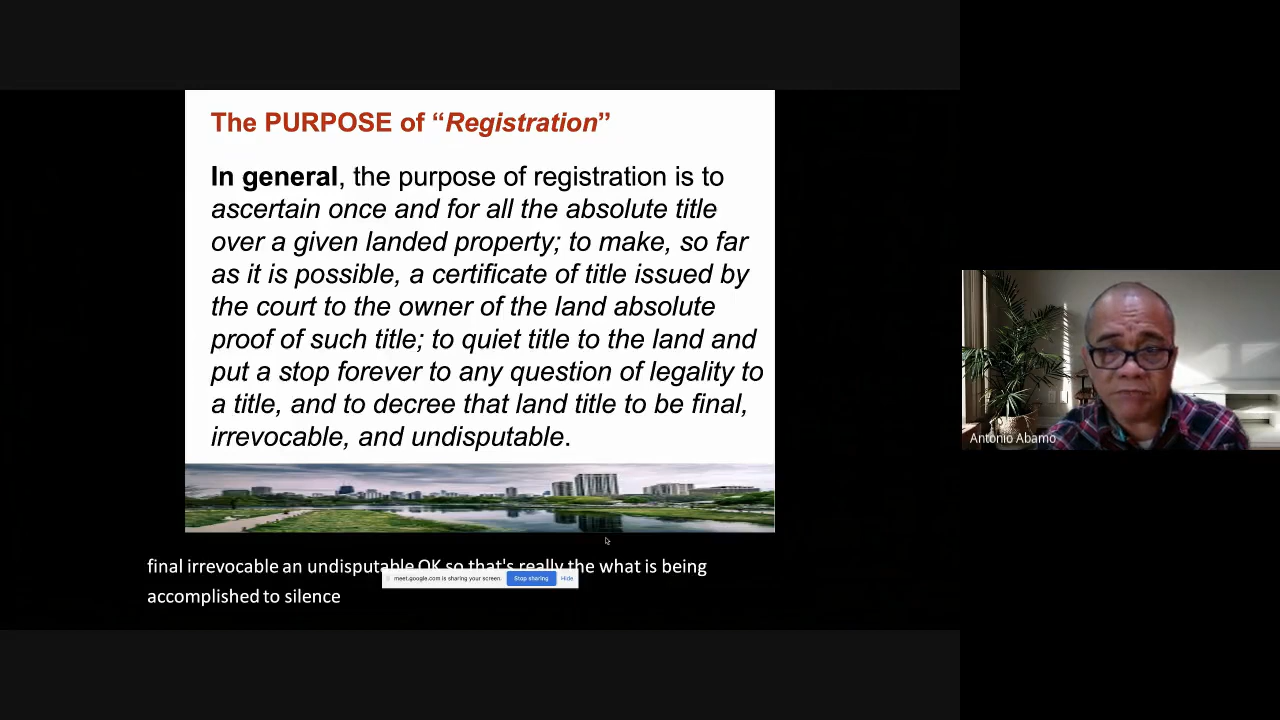 The PURPOSE of “Registration”
In general, the purpose of registration is to
ascertain once and for all the absolute title
over a given landed property; to make, so far
as it is possible, a certificate of title issued by
the court to the owner of the land absolute
proof of such title; to quiet title to the land and
put a stop forever to any question of legality to
a title, and to decree that land title to be final,
irrevocable, and undisputable.
Antonio Abamo
final irrevocable an undisputable OK so that's really the what is being
meet.google.com is sharing your screen. Stop sharing Hide
accomplished to silence